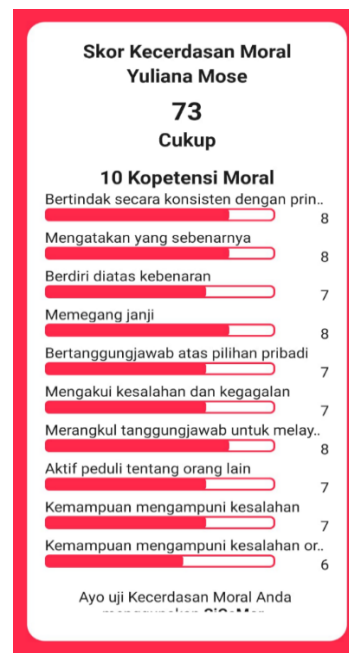 Skor Kecerdasan Moral
Yuliana Mose
73
Cukup
10 Kopetensi Moral
Bertindak secara konsisten dengan prin..
8
Mengatakan yang sebenarnya
8
Berdiri diatas kebenaran
7
Memegang janji
8
Bertanggungjawab atas pilihan pribadi
7
Mengakui kesalahan dan kegagalan
7
Merangkul tanggungjawab untuk melay..
8
Aktif peduli tentang orang lain
7
Kemampuan mengampuni kesalahan
7
Kemampuan mengampuni kesalahan or..
6
Ayo uji Kecerdasan Moral Anda